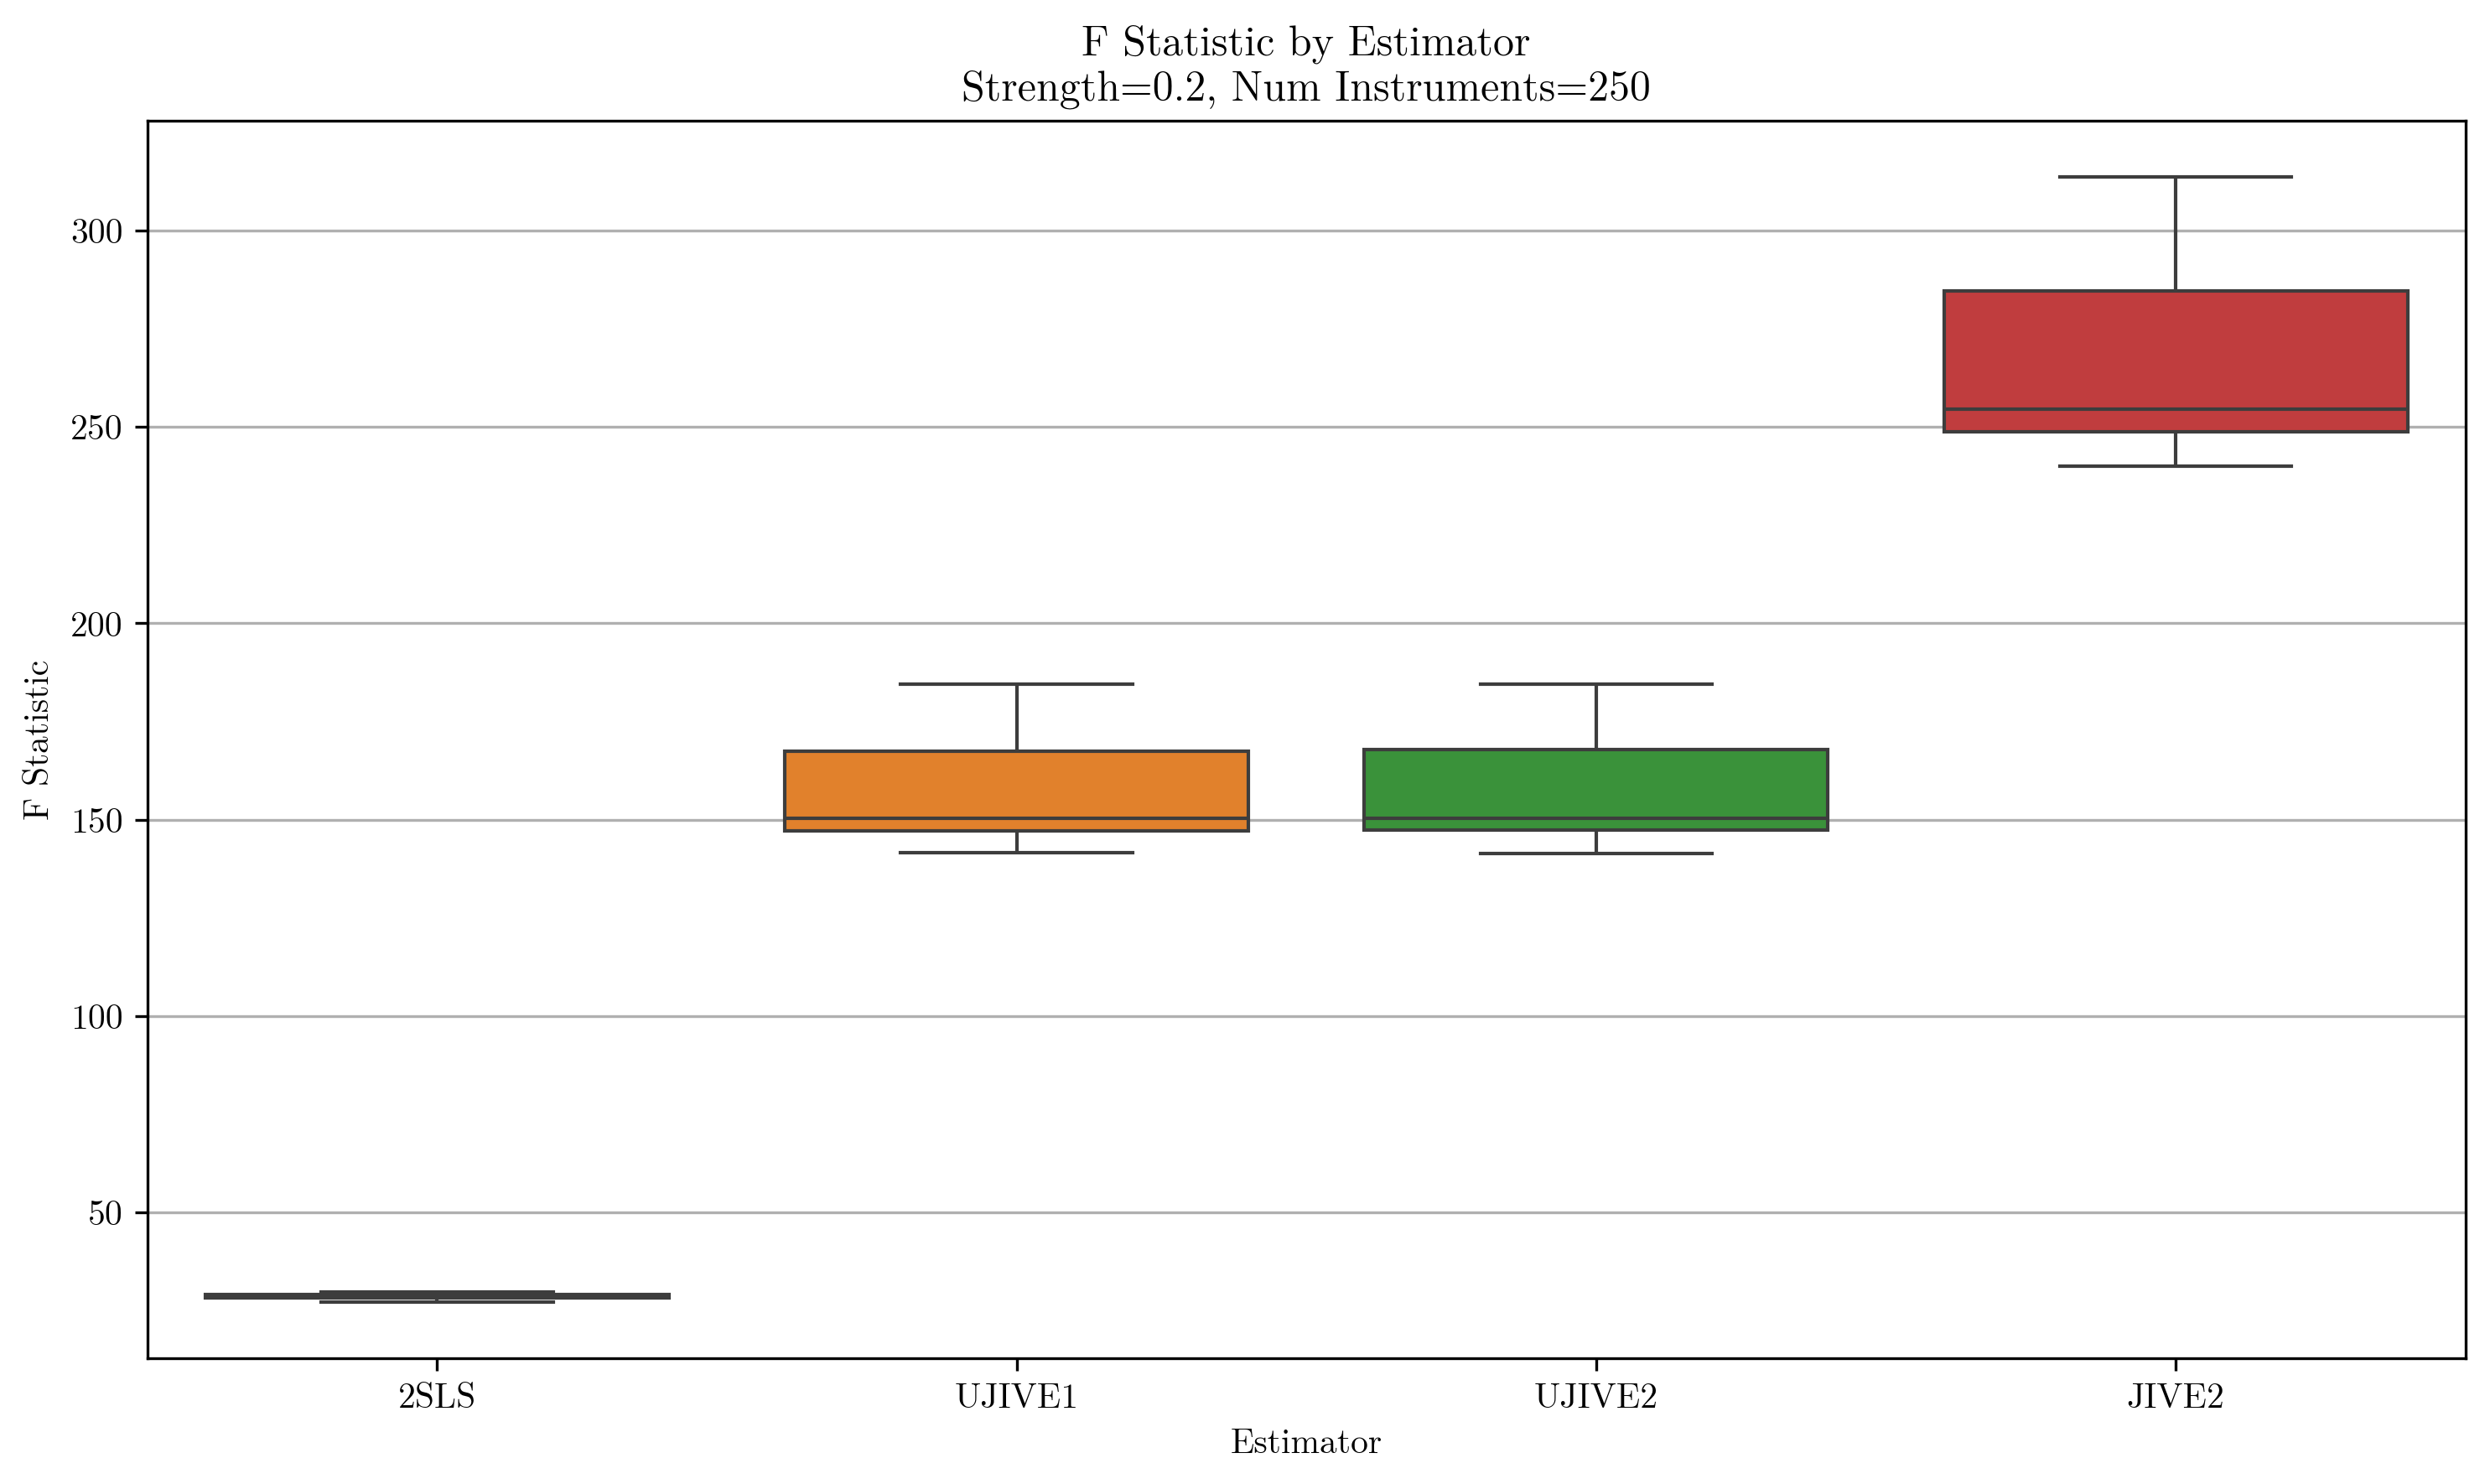 F Statistic by Estimator
Strength=0.2, Num Instruments=250
F Statistic
300
250
200
150
100
50
2SLS
UJIVE1
UJIVE2
JIVE2
Estimator